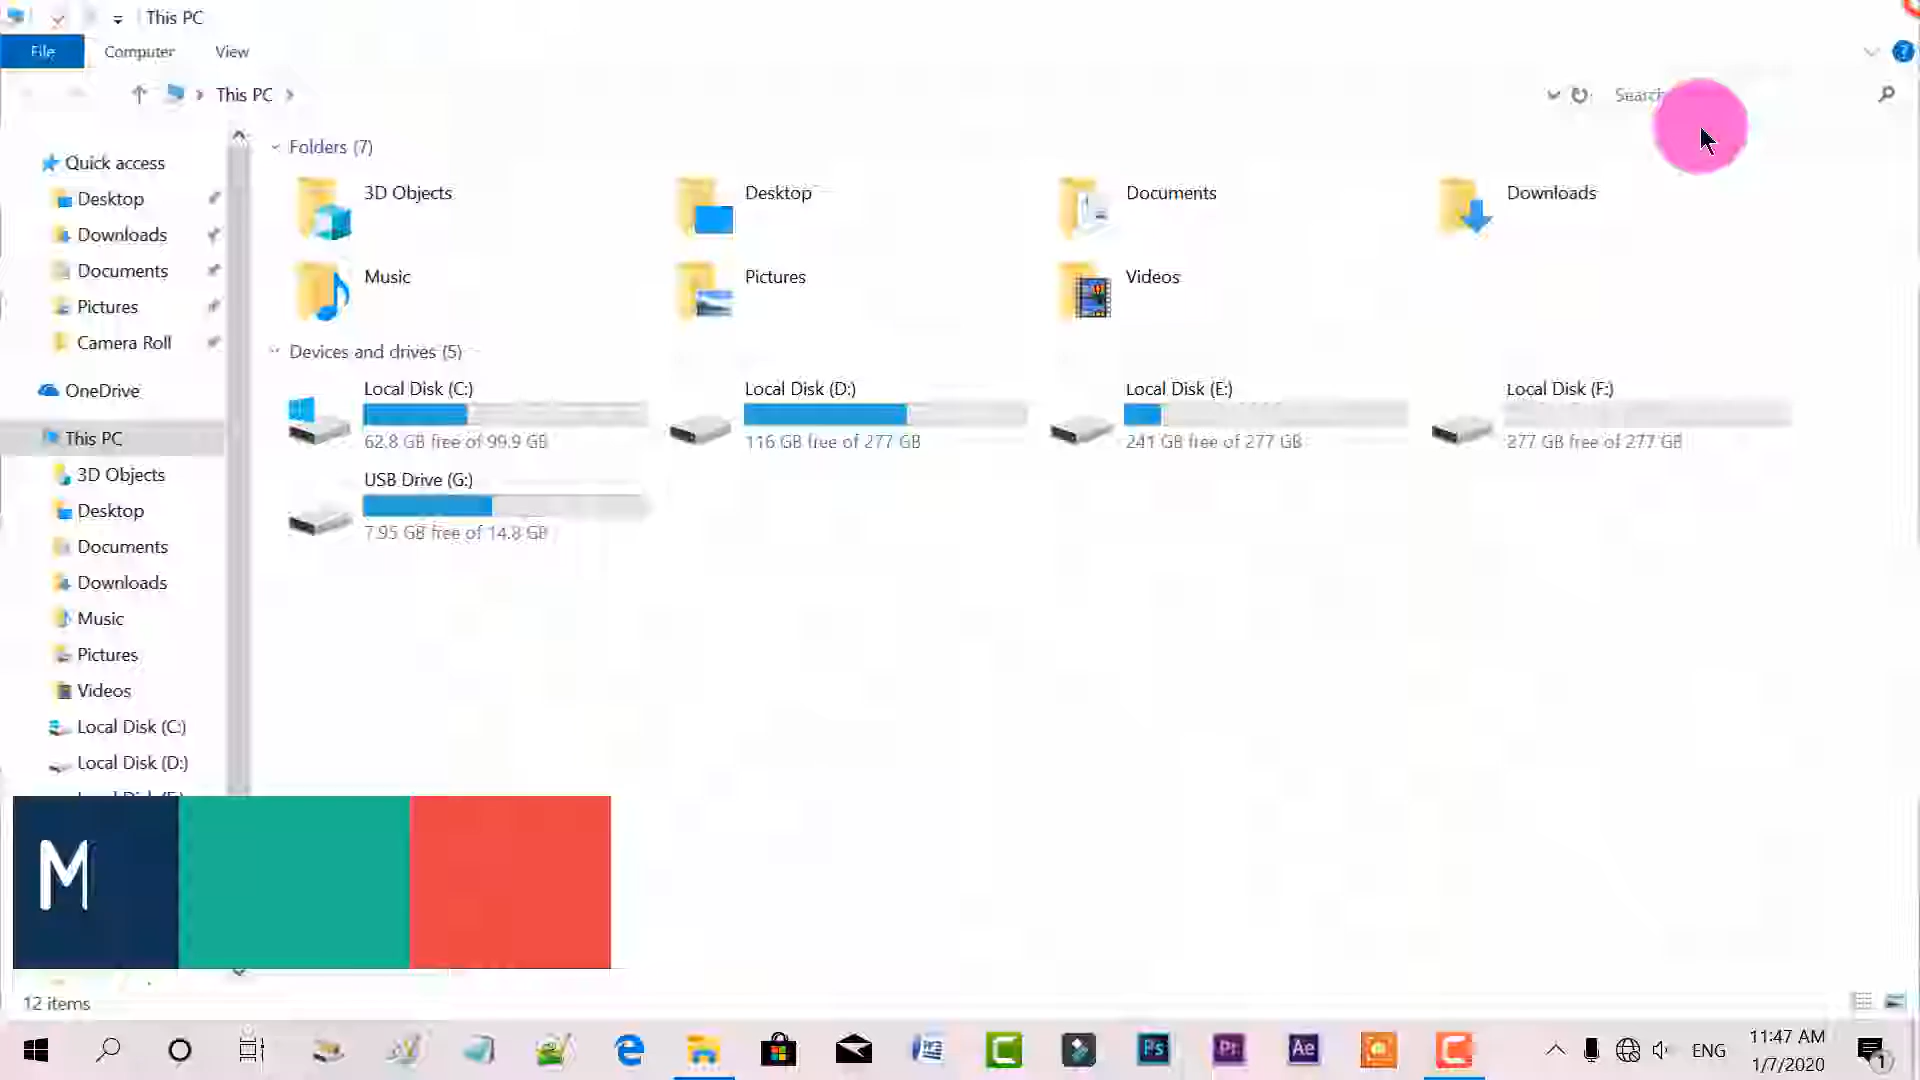 This PC
File Computer View
This PC
Search
Quick access
Desktop
Downloads
Documents
Pictures
Camera Roll
OneDrive
This PC
3D Objects
Desktop
Documents
Downloads
Music
Pictures
Videos
Local Disk (C:)
Local Disk (D:)
Folders (7)
3D Objects
Desktop
Documents
Downloads
Music
Pictures
Videos
Devices and drives (5)
Local Disk (C:)
62.8 GB free of 99.9 GB
Local Disk (D:)
116 GB free of 277 GB
Local Disk (E:)
241 GB free of 277 GB
Local Disk (F:)
277 GB free of 277 GB
USB Drive (G:)
7.95 GB free of 14.8 GB
M
12 items
Ps
Pr
Ae
ENG
11:47 AM
1/7/2020
1